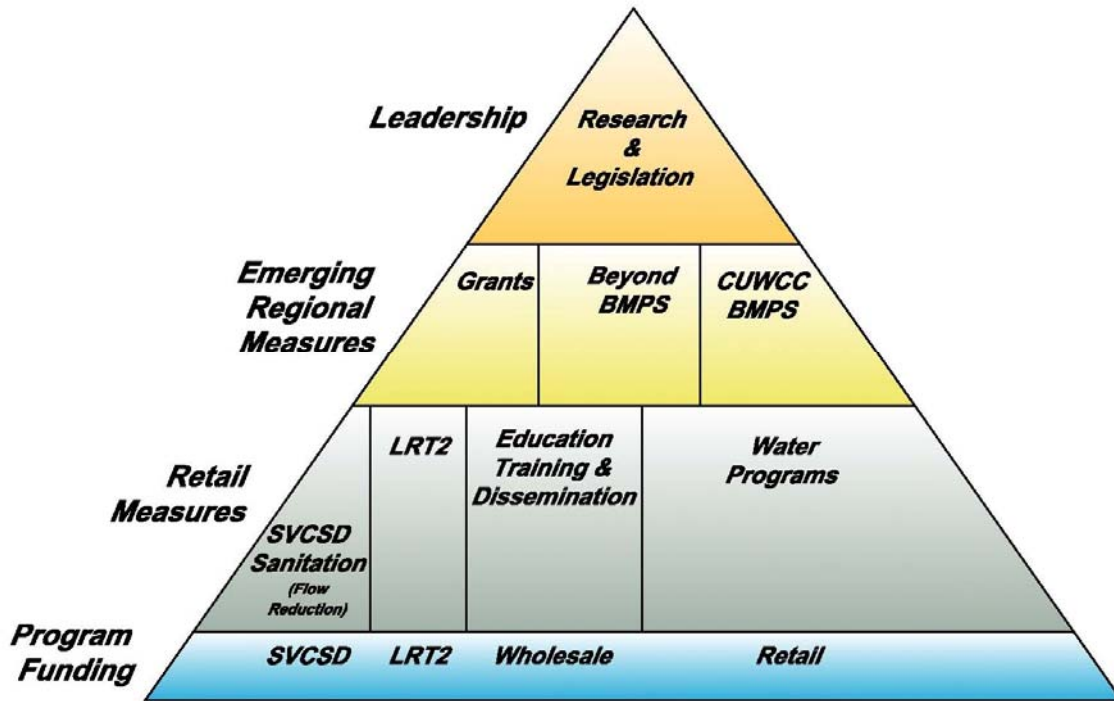 Leadership
Research
&
Legislation
Emerging
Regional
Measures
Grants
Beyond
BMPS
CUWCC
BMPS
Retail
Measures
SVCSD
Sanitation
(Flow
Reduction)
LRT2
Education
Training &
Dissemination
Water
Programs
Program
Funding
SVCSD
LRT2
Wholesale
Retail